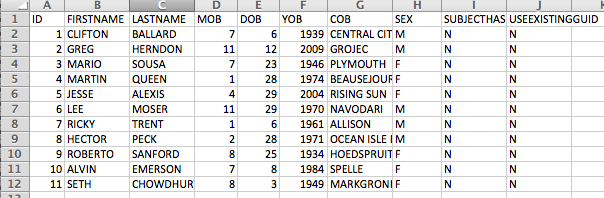 A B C D E F G H I J
1 ID FIRSTNAME LASTNAME MOB DOB YOB COB SEX SUBJECTHAS USEEXISTINGGUID
2 1 CLIFTON BALLARD 7 6 1939 CENTRAL CIT M N N
3 2 GREG HERNDON 11 12 2009 GROJEC M N N
4 3 MARIO SOUSA 7 23 1946 PLYMOUTH F N N
5 4 MARTIN QUEEN 1 28 1974 BEAUSEJOUR F N N
6 5 JESSE ALEXIS 4 29 2004 RISING SUN F N N
7 6 LEE MOSER 11 29 1970 NAVODARI M N N
8 7 RICKY TRENT 1 6 1961 ALLISON M N N
9 8 HECTOR PECK 2 28 1971 OCEAN ISLE M N N
10 9 ROBERTO SANFORD 8 25 1934 HOEDSPRUIT F N N
11 10 ALVIN EMERSON 7 8 1984 SPELLE F N N
12 11 SETH CHOWDHUR 8 3 1949 MARKGRONI F N N